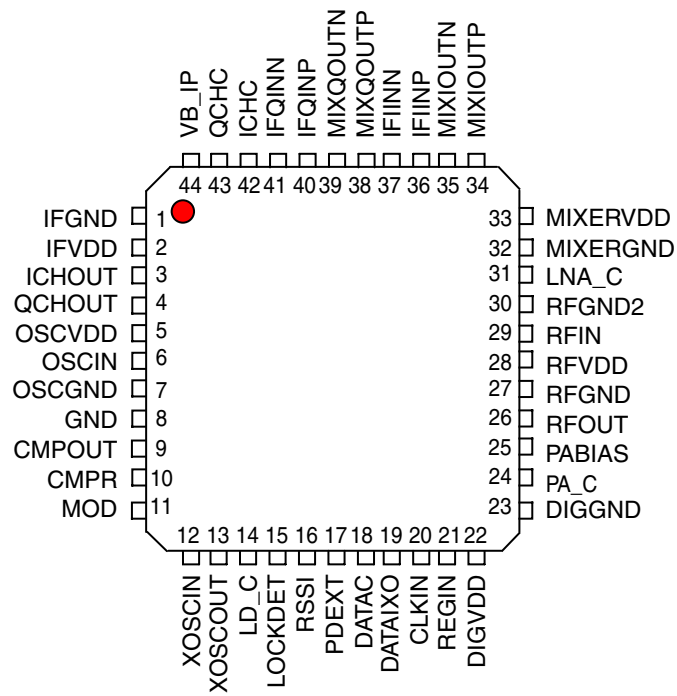 VB_IP
QCHC
ICHC
IFQINN
IFQINP
MIXQOUTN
MIXQOUTP
IFIINN
IFIINP
MIXIOUTN
MIXIOUTP
44 43 42 41 40 39 38 37 36 35 34
IFGND 1
IFVDD 2
ICHOUT 3
QCHOUT 4
OSCVDD 5
OSCIN 6
OSCGND 7
GND 8
CMPOUT 9
CMPR 10
MOD 11
33 MIXERVDD
32 MIXERGND
31 LNA_C
30 RFGND2
29 RFIN
28 RFVDD
27 RFGND
26 RFOUT
25 PABIAS
24 PA_C
23 DIGGND
12 13 14 15 16 17 18 19 20 21 22
XOSCIN
XOSCOUT
LD_C
LOCKDET
RSSI
PDEXT
DATAC
DATAIXO
CLKIN
REGIN
DIGVDD